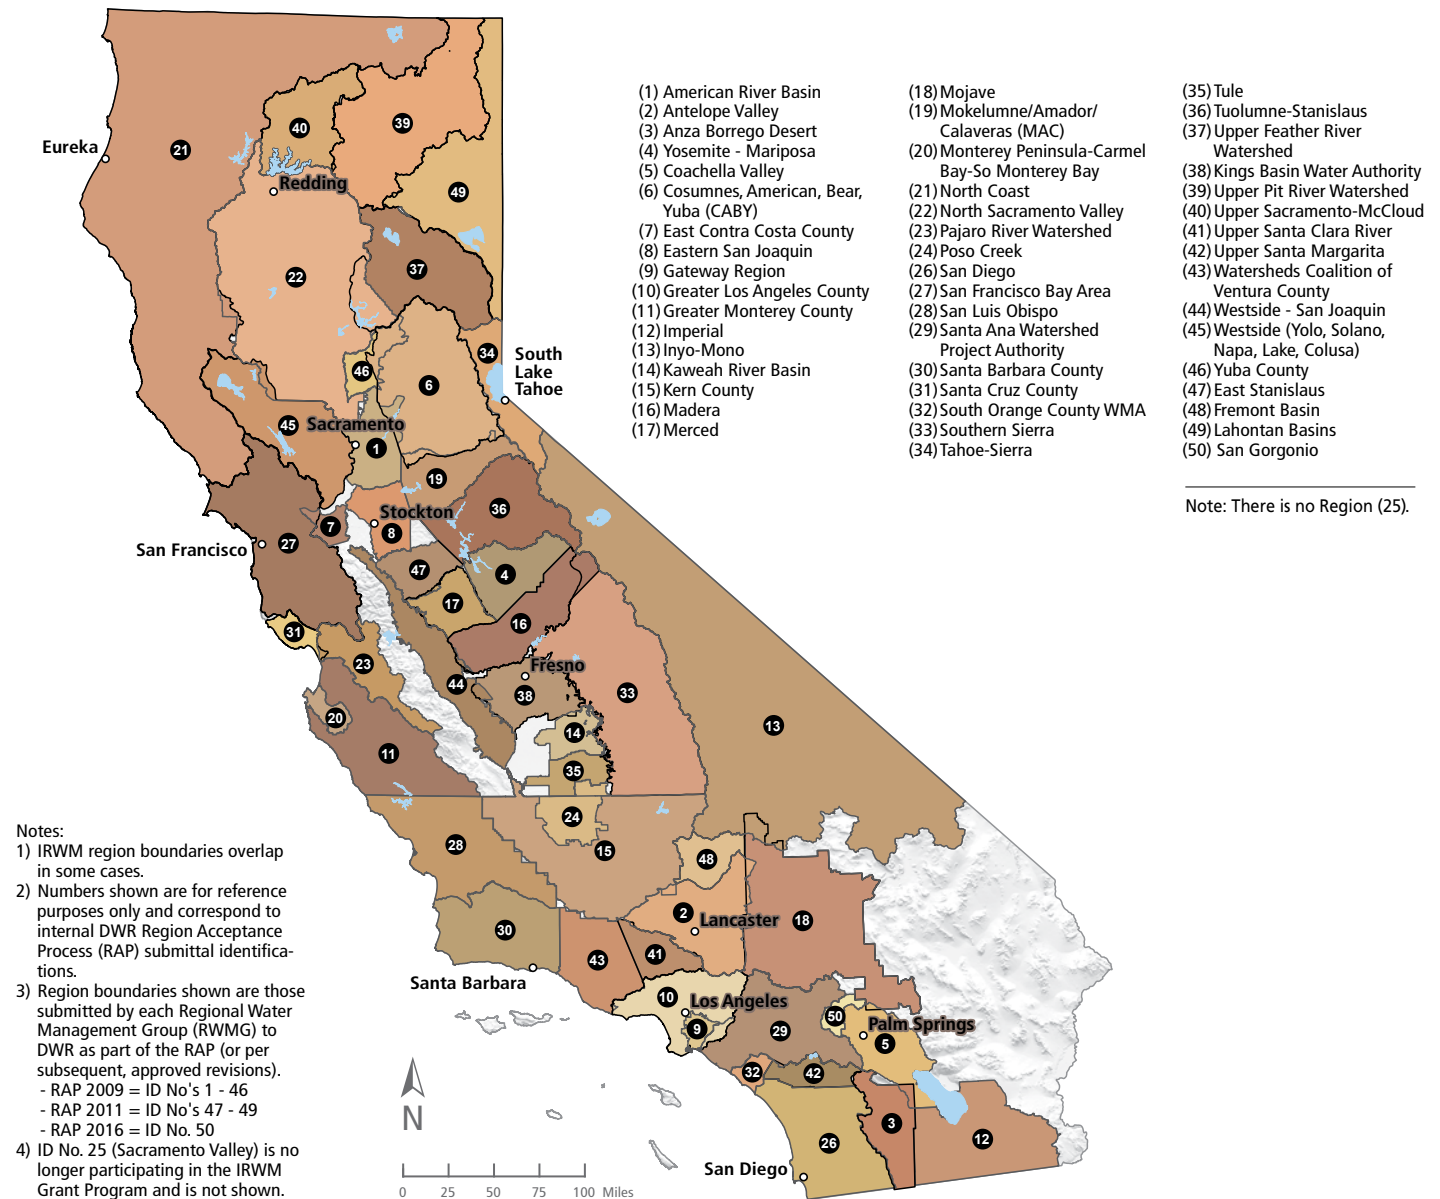 (1) American River Basin
(2) Antelope Valley
(3) Anza Borrego Desert
(4) Yosemite - Mariposa
(5) Coachella Valley
(6) Cosumnes, American, Bear,
Yuba (CABY)
(7) East Contra Costa County
(8) Eastern San Joaquin
(9) Gateway Region
(10) Greater Los Angeles County
(11) Greater Monterey County
(12) Imperial
(13) Inyo-Mono
(14) Kaweah River Basin
(15) Kern County
(16) Madera
(17) Merced
(18) Mojave
(19) Mokelumne/Amador/
Calaveras (MAC)
(20) Monterey Peninsula-Carmel
Bay-So Monterey Bay
(21) North Coast
(22) North Sacramento Valley
(23) Pajaro River Watershed
(24) Poso Creek
(26) San Diego
(27) San Francisco Bay Area
(28) San Luis Obispo
(29) Santa Ana Watershed
Project Authority
(30) Santa Barbara County
(31) Santa Cruz County
(32) South Orange County WMA
(33) Southern Sierra
(34) Tahoe-Sierra
(35) Tule
(36) Tuolumne-Stanislaus
(37) Upper Feather River
Watershed
(38) Kings Basin Water Authority
(39) Upper Pit River Watershed
(40) Upper Sacramento-McCloud
(41) Upper Santa Clara River
(42) Upper Santa Margarita
(43) Watersheds Coalition of
Ventura County
(44) Westside - San Joaquin
(45) Westside (Yolo, Solano,
Napa, Lake, Colusa)
(46) Yuba County
(47) East Stanislaus
(48) Fremont Basin
(49) Lahontan Basins
(50) San Gorgonio
Note: There is no Region (25).
40
39
21
Eureka
Redding
49
37
22
34
South
Lake
Tahoe
46
6
45
Sacramento
1
19
36
Stockton
7
8
27
San Francisco
47
4
17
16
31
23
Fresno
44
38
33
20
14
13
11
35
24
28
15
48
2
Lancaster
18
30
43
41
Santa Barbara
10
Los Angeles
9
29
50
Palm Springs
5
32
42
3
12
26
San Diego
Notes:
1) IRWM region boundaries overlap
in some cases.
2) Numbers shown are for reference
purposes only and correspond to
internal DWR Region Acceptance
Process (RAP) submittal identifica-
tions.
3) Region boundaries shown are those
submitted by each Regional Water
Management Group (RWMG) to
DWR as part of the RAP (or per
subsequent, approved revisions).
- RAP 2009 = ID No's 1 - 46
- RAP 2011 = ID No's 47 - 49
- RAP 2016 = ID No. 50
4) ID No. 25 (Sacramento Valley) is no
longer participating in the IRWM
Grant Program and is not shown.
N
0 25 50 75 100 Miles